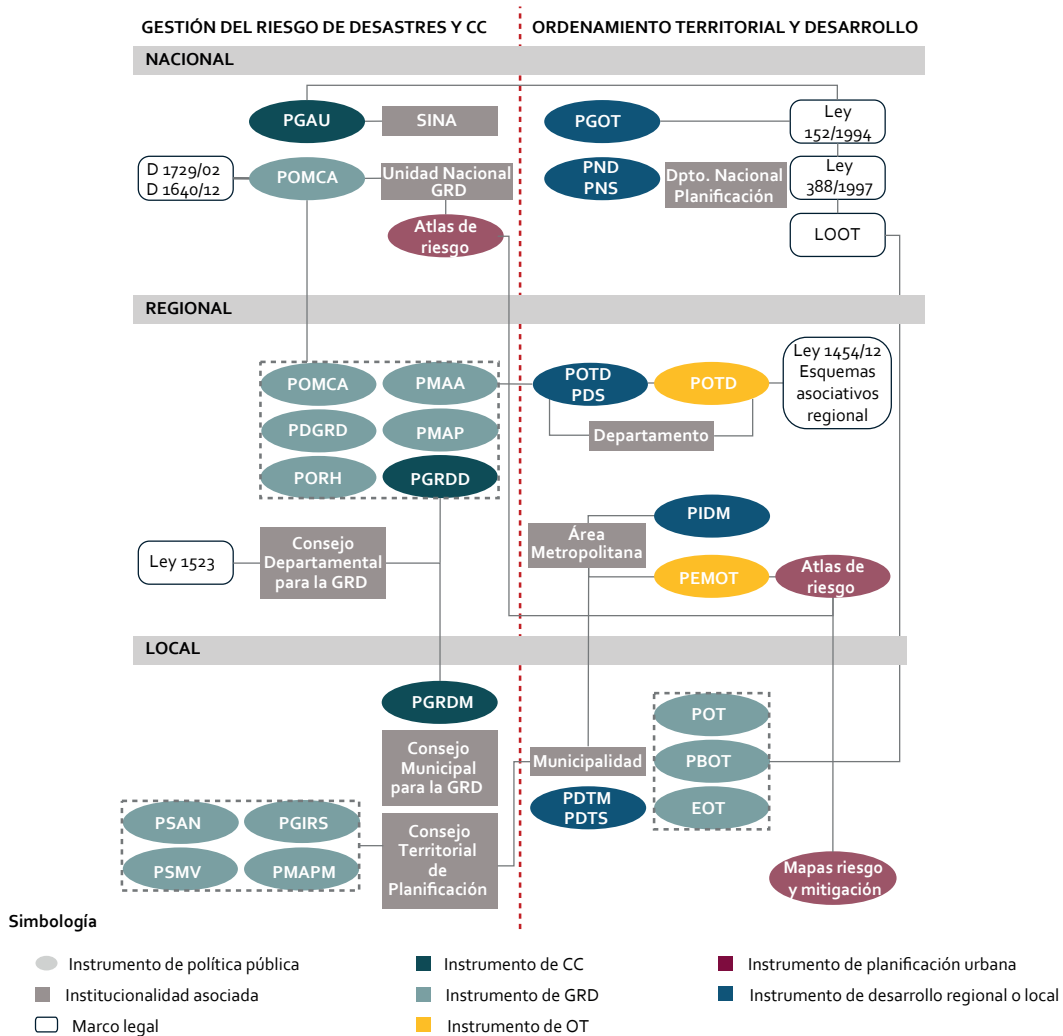 GESTIÓN DEL RIESGO DE DESASTRES Y CC
ORDENAMIENTO TERRITORIAL Y DESARROLLO
NACIONAL
PGAU
SINA
PGOT
Ley
152/1994
D 1729/02
D 1640/12
POMCA
Unidad Nacional
GRD
PND
PNS
Dpto. Nacional
Planificación
Ley
388/1997
Atlas de
riesgo
LOOT
REGIONAL
POMCA
PMAA
PDGRD
PMAP
PORH
PGRDD
POTD
PDS
POTD
Departamento
Ley 1454/12
Esquemas
asociativos
regional
Ley 1523
Consejo
Departamental
para la GRD
PIDM
Área
Metropolitana
PEMOT
Atlas de
riesgo
LOCAL
PGRDM
Consejo
Municipal
para la GRD
Municipalidad
POT
PBOT
EOT
PDTM
PDTS
PSAN
PGIRS
PSMV
PMAPM
Consejo
Territorial
de
Planificación
Mapas riesgo
y mitigación
Simbología
Instrumento de política pública
Institucionalidad asociada
Marco legal
Instrumento de CC
Instrumento de GRD
Instrumento de OT
Instrumento de planificación urbana
Instrumento de desarrollo regional o local